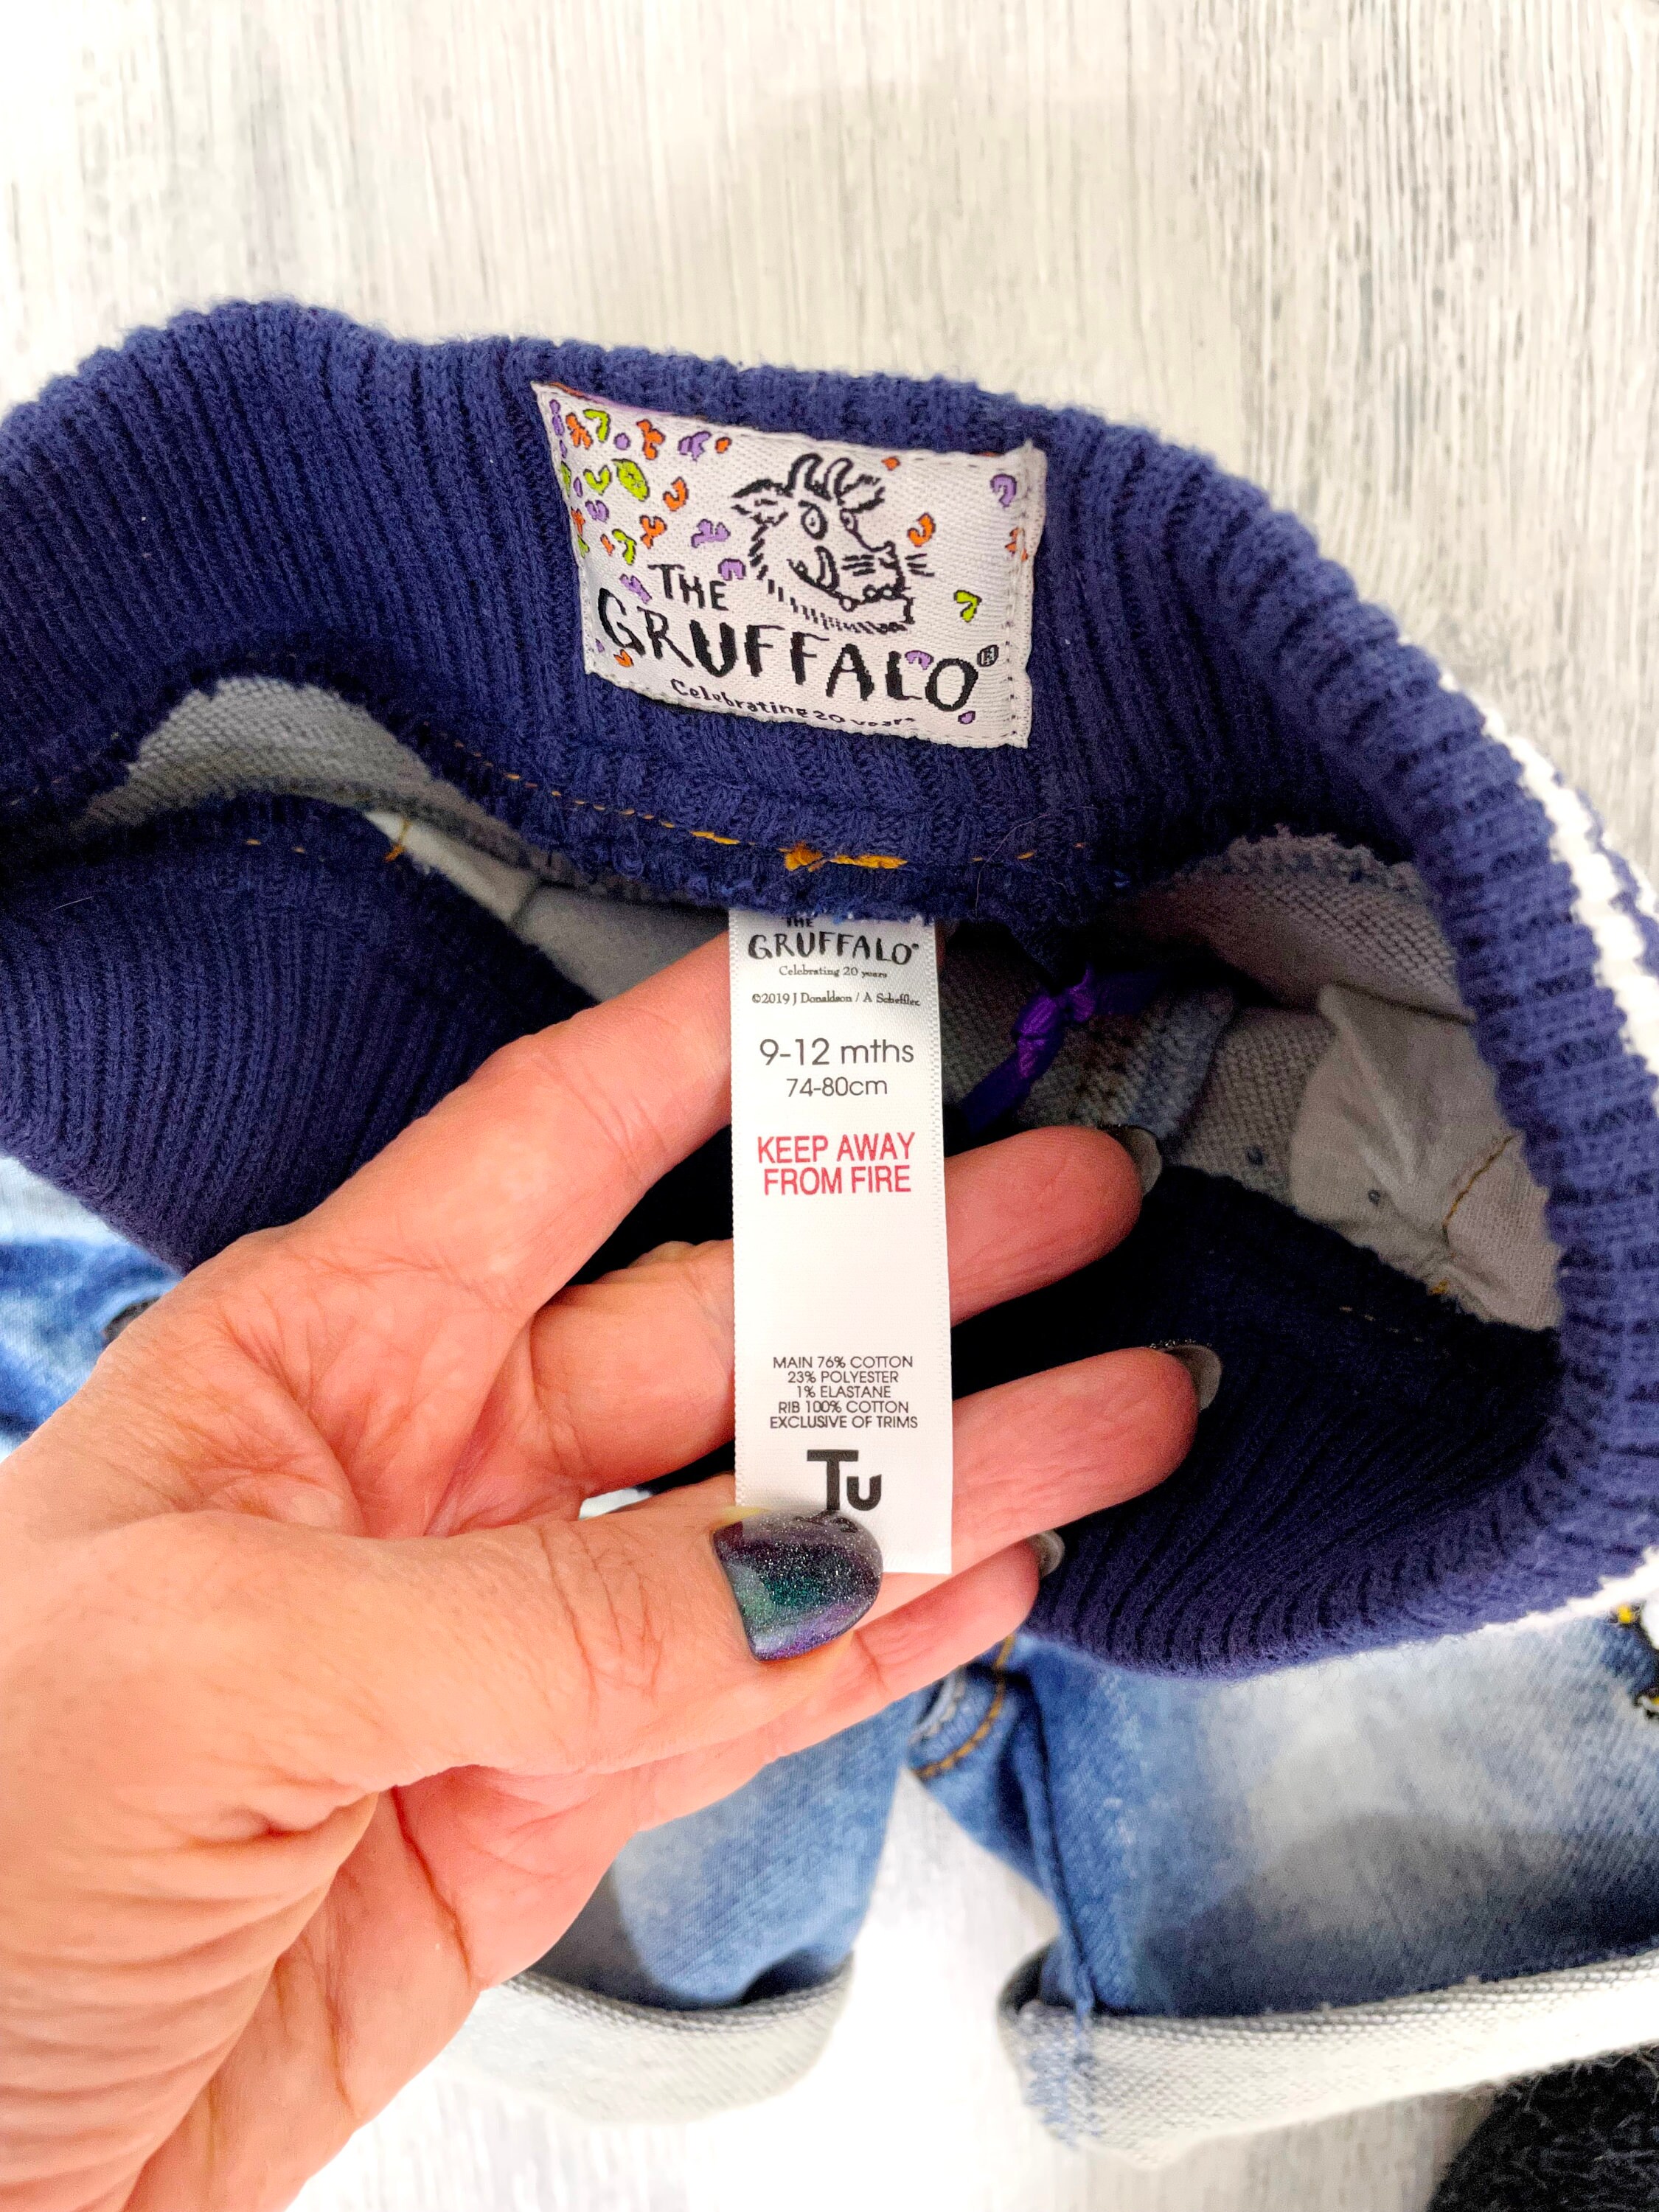 THE
GRUFFALO®
Celebrating 20 years
THE
GRUFFALO®
Celebrating 20 years
©2019 J Donaldson / A Scheffler
9-12 mths
74-80cm
KEEP AWAY
FROM FIRE
MAIN 76% COTTON
23% POLYESTER
1% ELASTANE
RIB 100% COTTON
EXCLUSIVE OF TRIMS
Tu